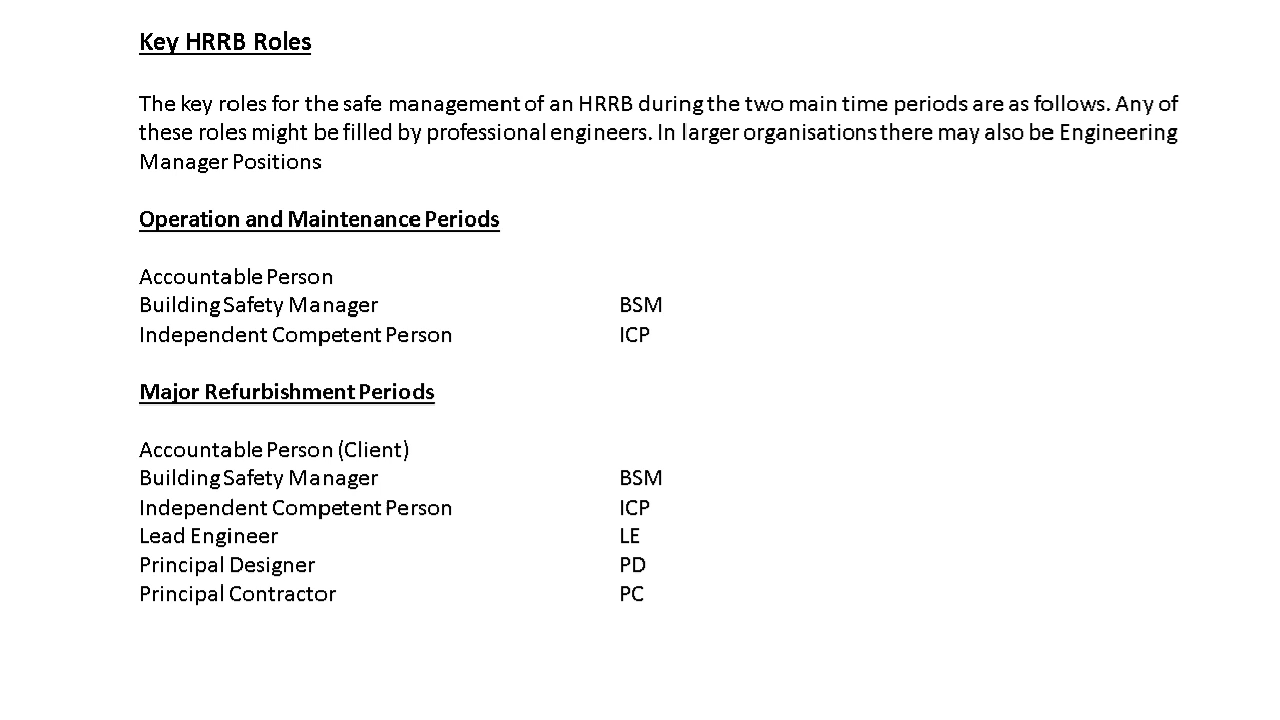 Key HRRB Roles
The key roles for the safe management of an HRRB during the two main time periods are as follows. Any of
these roles might be filled by professional engineers. In larger organisations there may also be Engineering
Manager Positions
Operation and Maintenance Periods
Accountable Person
Building Safety Manager BSM
Independent Competent Person ICP
Major Refurbishment Periods
Accountable Person (Client)
Building Safety Manager BSM
Independent Competent Person ICP
Lead Engineer LE
Principal Designer PD
Principal Contractor PC